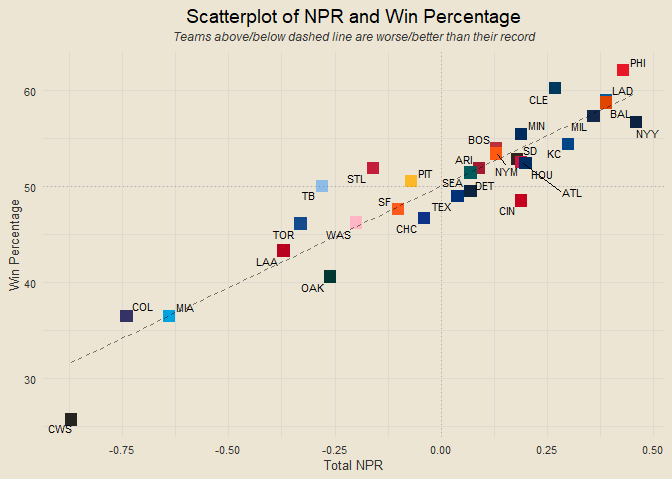 Scatterplot of NPR and Win Percentage
Teams above/below dashed line are worse/better than their record
PHI
LAD
CLE
60
BAL
MIL
NYY
MIN
BOS
KC
SD
ARI
NYM
HOU
STL
PIT
ATL
SEA
DET
50
TB
SF
TEX
CIN
CHC
TOR
WAS
LAA
40
OAK
COL
MIA
30
CWS
Win Percentage
-0.75
-0.50
-0.25
0.00
0.25
0.50
Total NPR